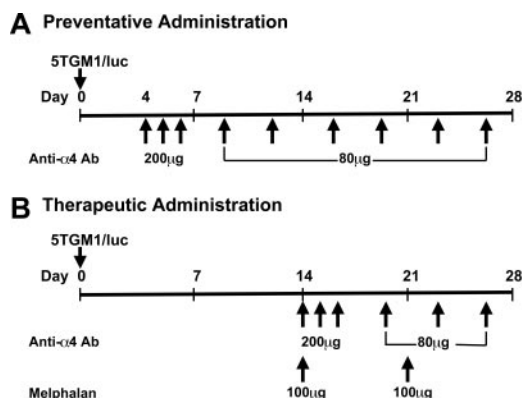 A Preventative Administration
5TGM1/luc
Day 0 4 7 14 21 28
Anti-α4 Ab 200μg 80μg
B Therapeutic Administration
5TGM1/luc
Day 0 7 14 21 28
Anti-α4 Ab 200μg 80μg
Melphalan 100μg 100μg